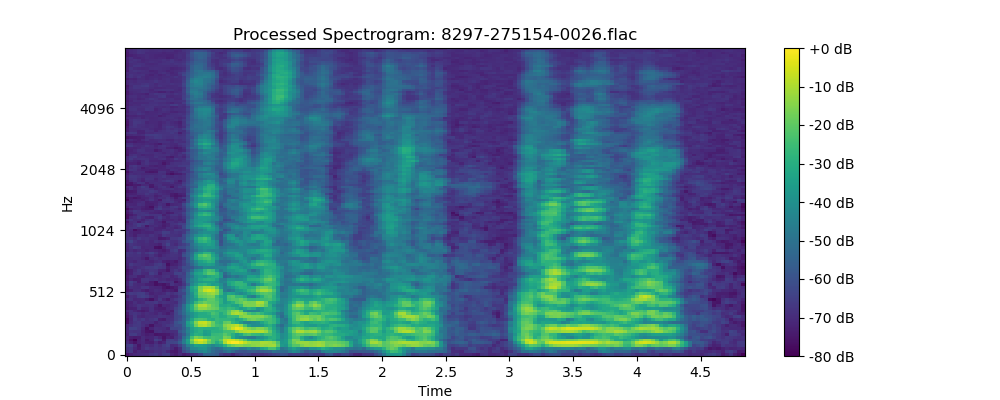 Processed Spectrogram: 8297-275154-0026.flac
Hz
4096
2048
1024
512
0
0 0.5 1 1.5 2 2.5 3 3.5 4 4.5
Time
+0 dB
-10 dB
-20 dB
-30 dB
-40 dB
-50 dB
-60 dB
-70 dB
-80 dB